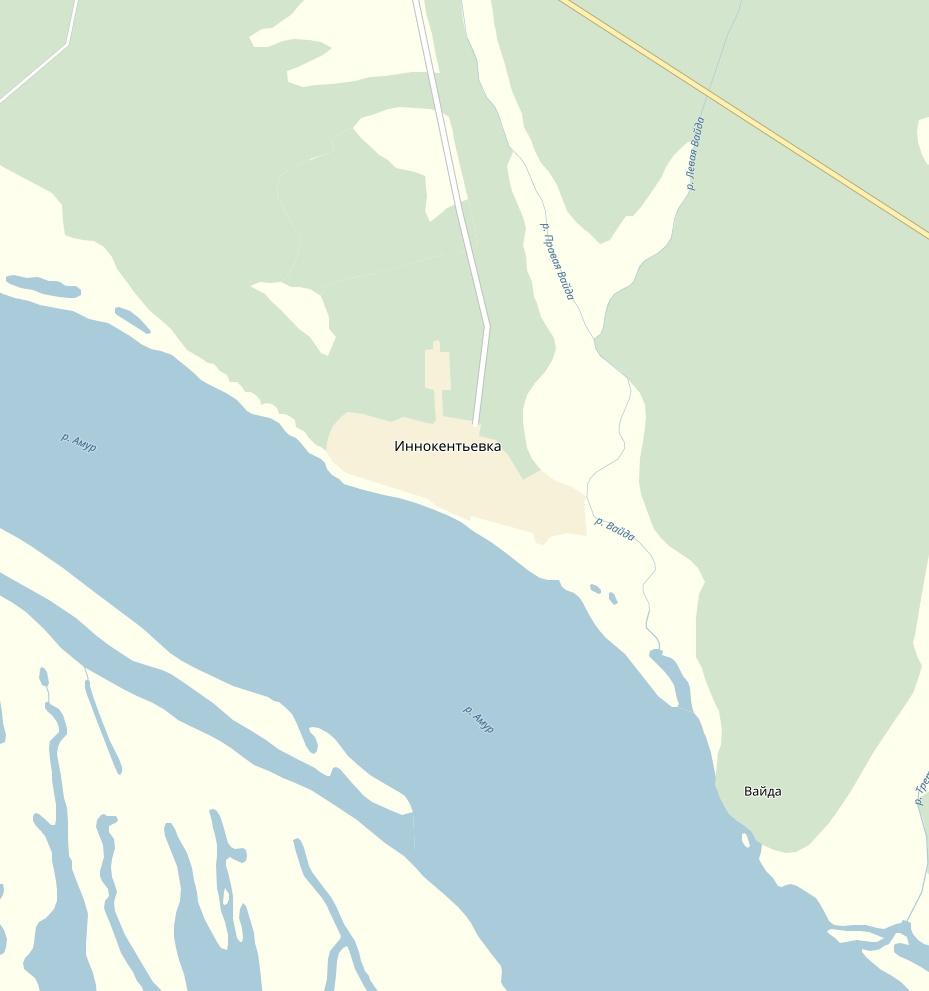 р. Левая Вайда
р. Правая Вайда
р. Амур
Иннокентьевка
р. Вайда
р. Амур
Вайда